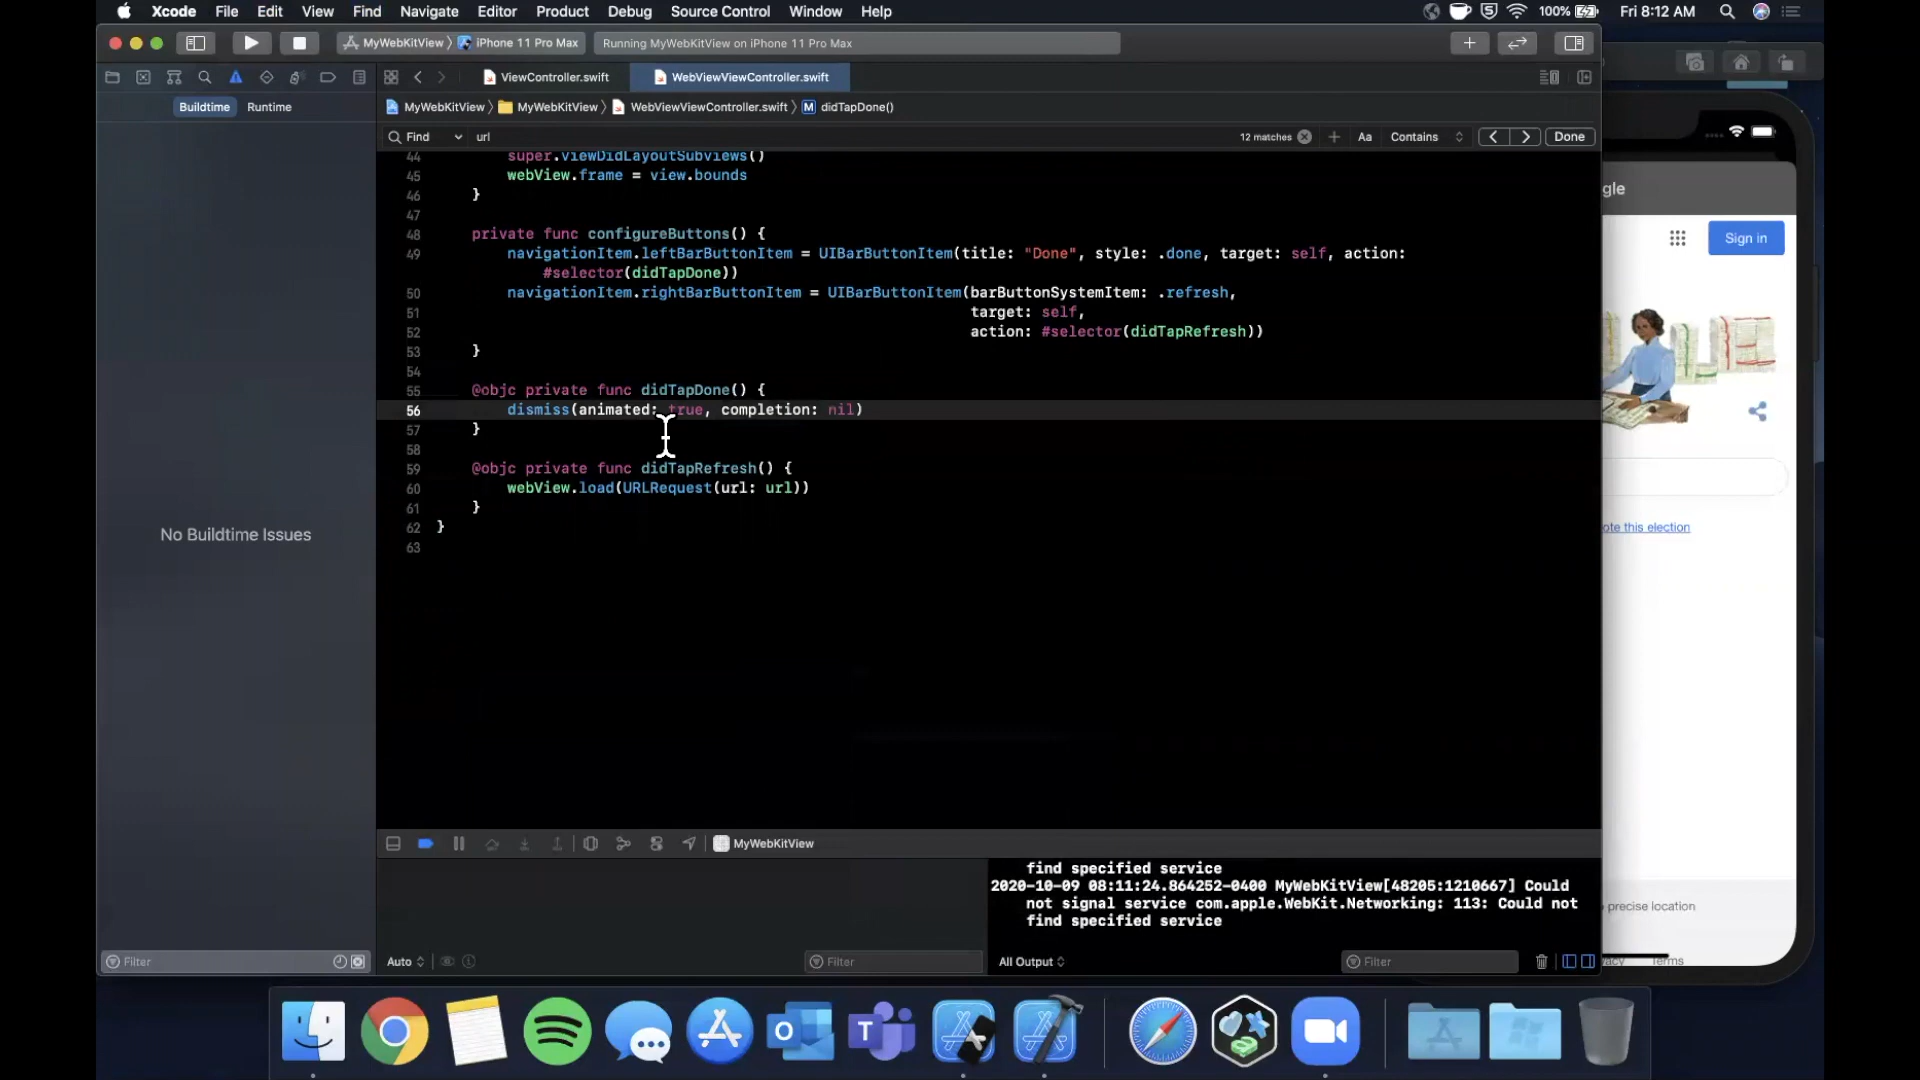 Xcode File Edit View Find Navigate Editor Product Debug Source Control Window Help 100% Fri 8:12 AM
MyWebKitView iPhone 11 Pro Max Running MyWebKitView on iPhone 11 Pro Max
ViewController.swift WebViewViewController.swift
Buildtime Runtime MyWebKitView MyWebKitView WebViewViewController.swift M didTapDone()
Find url 12 matches Aa Contains Done
44 super.viewDidLayoutSubviews()
45 webView.frame = view.bounds
46 }
47
48 private func configureButtons() {
49 navigationItem.leftBarButtonItem = UIBarButtonItem(title: "Done", style: .done, target: self, action:
#selector(didTapDone))
50 navigationItem.rightBarButtonItem = UIBarButtonItem(barButtonSystemItem: .refresh,
51 target: self,
52 action: #selector(didTapRefresh))
53 }
54
55 @objc private func didTapDone() {
56 dismiss(animated: true, completion: nil)
57 }
58
59 @objc private func didTapRefresh() {
60 webView.load(URLRequest(url: url))
61 }
62 }
63
No Buildtime Issues
gle
Sign in
ote this election
precise location
vacy Terms
MyWebKitView
find specified service
2020-10-09 08:11:24.864252-0400 MyWebKitView[48205:1210667] Could
not signal service com.apple.WebKit.Networking: 113: Could not
find specified service
Filter Auto Filter All Output Filter